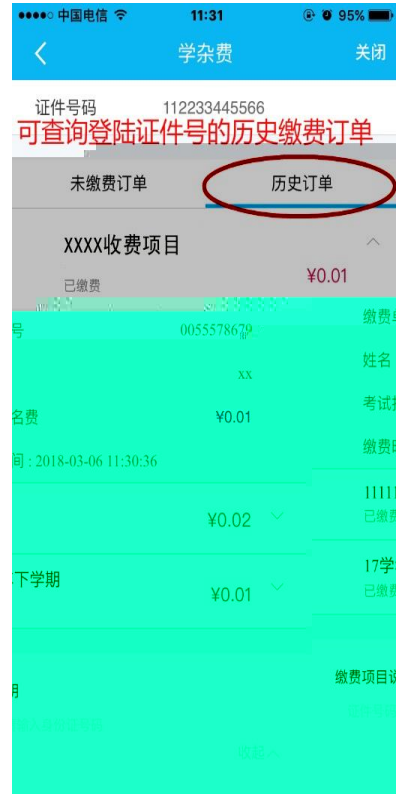 中国电信 11:31 95%
学杂费 关闭
证件号码 112233445566
可查询登陆证件号的历史缴费订单
未缴费订单 历史订单
XXXX收费项目
¥0.01
已缴费
缴费
号 0055578679
姓名
xx
考试
名费 ¥0.01
缴费
间 : 2018-03-06 11:30:36
11111
已缴费
¥0.02
17学
下学期
已缴费
¥0.01
缴费项目说
收起